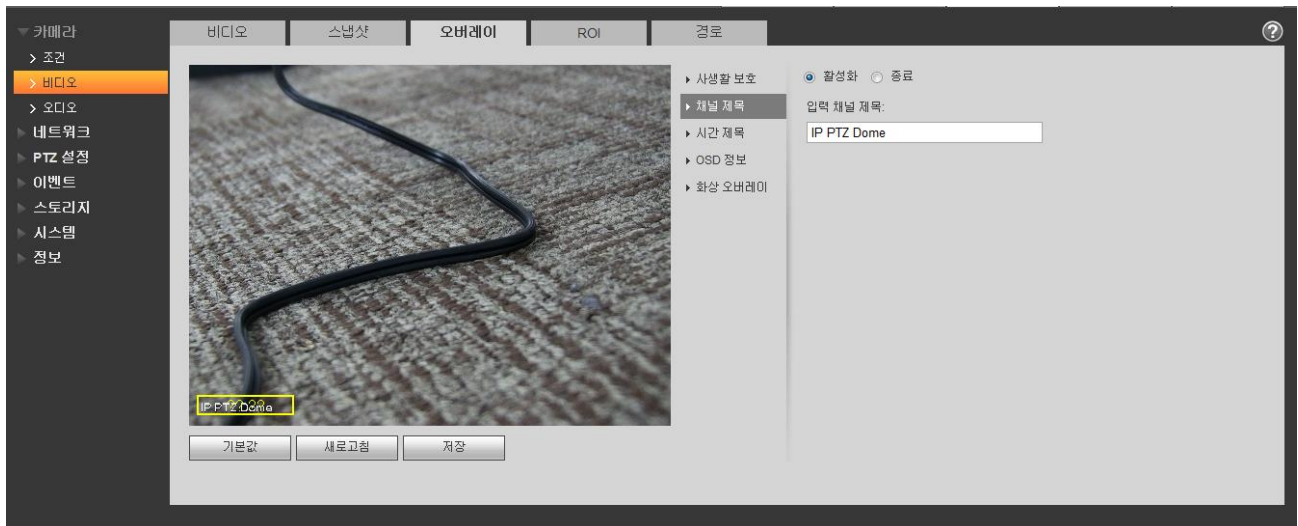 카메라
조건
비디오
오디오
네트워크
PTZ 설정
이벤트
스토리지
시스템
정보
비디오
스냅샷
오버레이
ROI
경로
?
사생활 보호
채널 제목
시간 제목
OSD 정보
화상 오버레이
활성화
종료
입력 채널 제목:
IP PTZ Dome
IP PTZ Dome
기본값
새로고침
저장